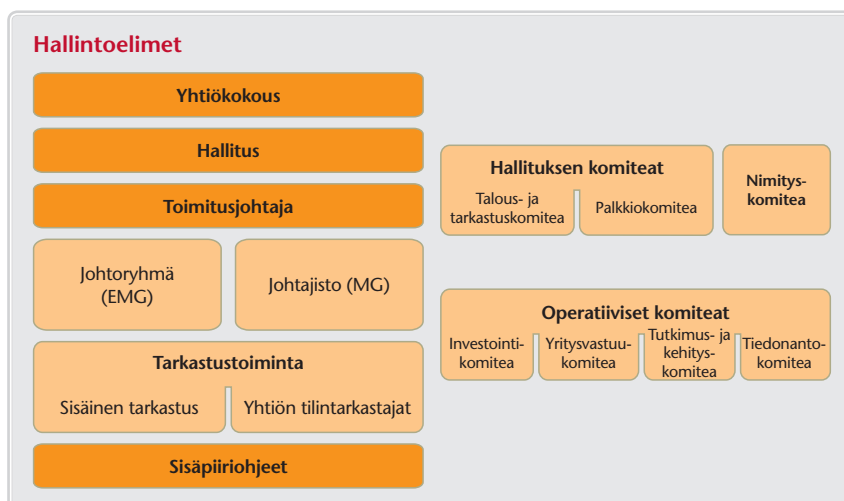 Hallintoelimet
Yhtiökokous
Hallitus
Toimitusjohtaja
Johtoryhmä
(EMG)
Johtajisto (MG)
Tarkastustoiminta
Sisäinen tarkastus
Yhtiön tilintarkastajat
Sisäpiiriohjeet
Hallituksen komiteat
Talous- ja
tarkastuskomitea
Palkkiokomitea
Nimitys-
komitea
Operatiiviset komiteat
Investointi-
komitea
Yritysvastuu-
komitea
Tutkimus- ja
kehitys-
komitea
Tiedonanto-
komitea